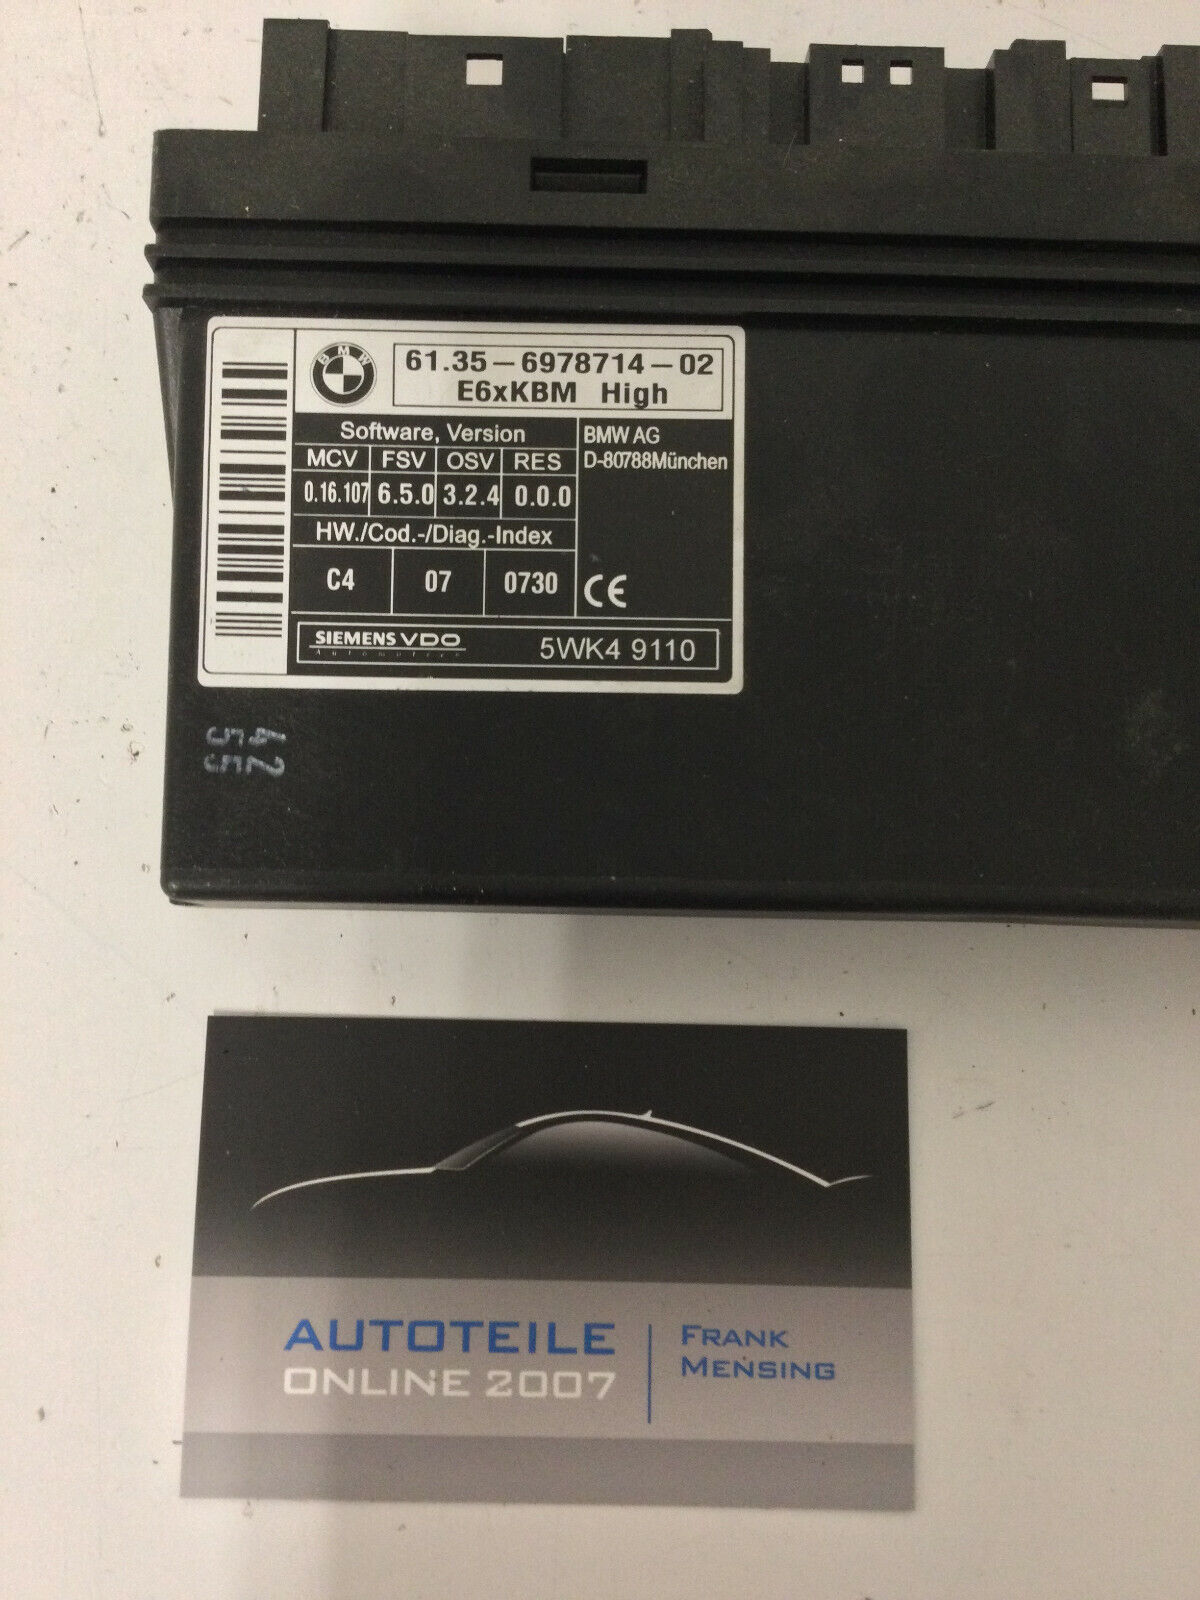 BMW
61.35-6978714-02
E6xKBM High
Software, Version
MCV FSV OSV RES
0.16.107 6.5.0 3.2.4 0.0.0
HW./Cod.-/Diag.-Index
C4 07 0730
BMW AG
D-80788München
CE
SIEMENS VDO
Automotive
5WK4 9110
AUTOTEILE
ONLINE 2007
FRANK
MENSING